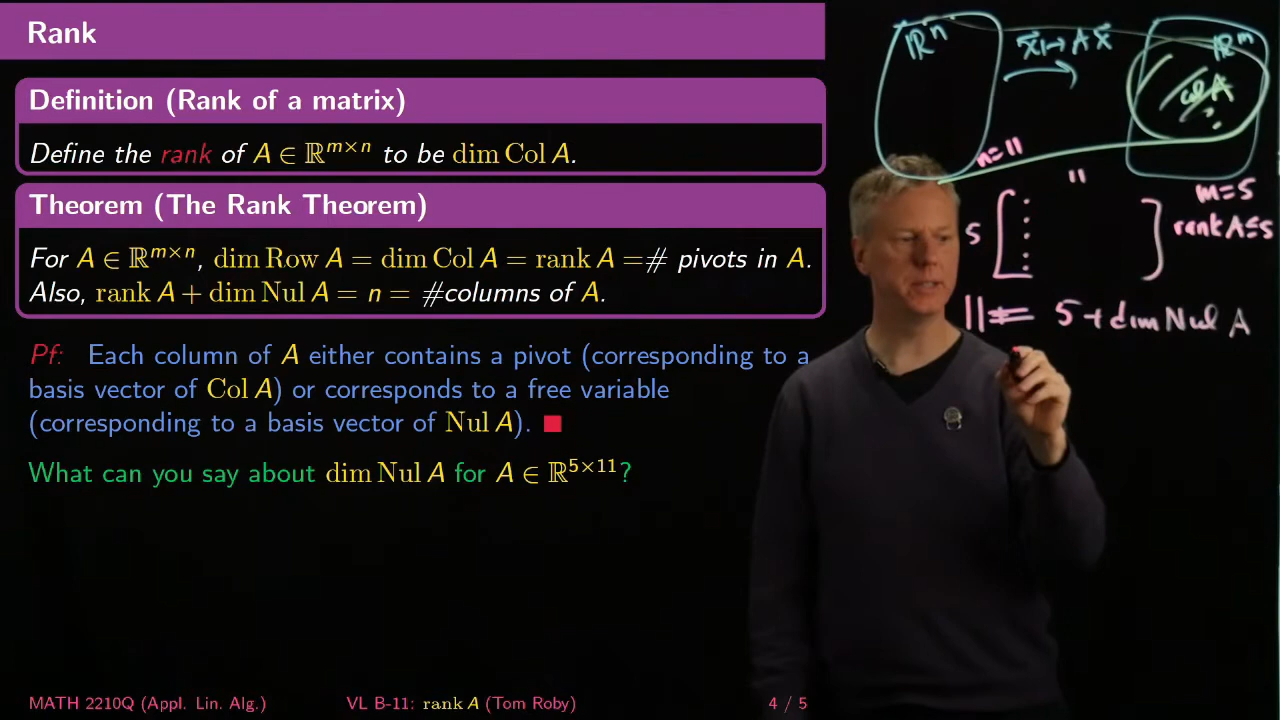 Rank
Definition (Rank of a matrix)
Define the rank of A ∈ ℝ^{m×n} to be dim Col A.
Theorem (The Rank Theorem)
For A ∈ ℝ^{m×n}, dim Row A = dim Col A = rank A =# pivots in A.
Also, rank A + dim Nul A = n = #columns of A.
Pf: Each column of A either contains a pivot (corresponding to a
basis vector of Col A) or corresponds to a free variable
(corresponding to a basis vector of Nul A). ■
What can you say about dim Nul A for A ∈ ℝ^{5×11}?
ℝ^n
x⃗ ↦ A x⃗
ℝ^m
Col A
n=11
11
m=5
5
rank A ≤ 5
11 = 5 + dim Nul A
MATH 2210Q (Appl. Lin. Alg.)
VL B-11: rank A (Tom Roby)
4 / 5